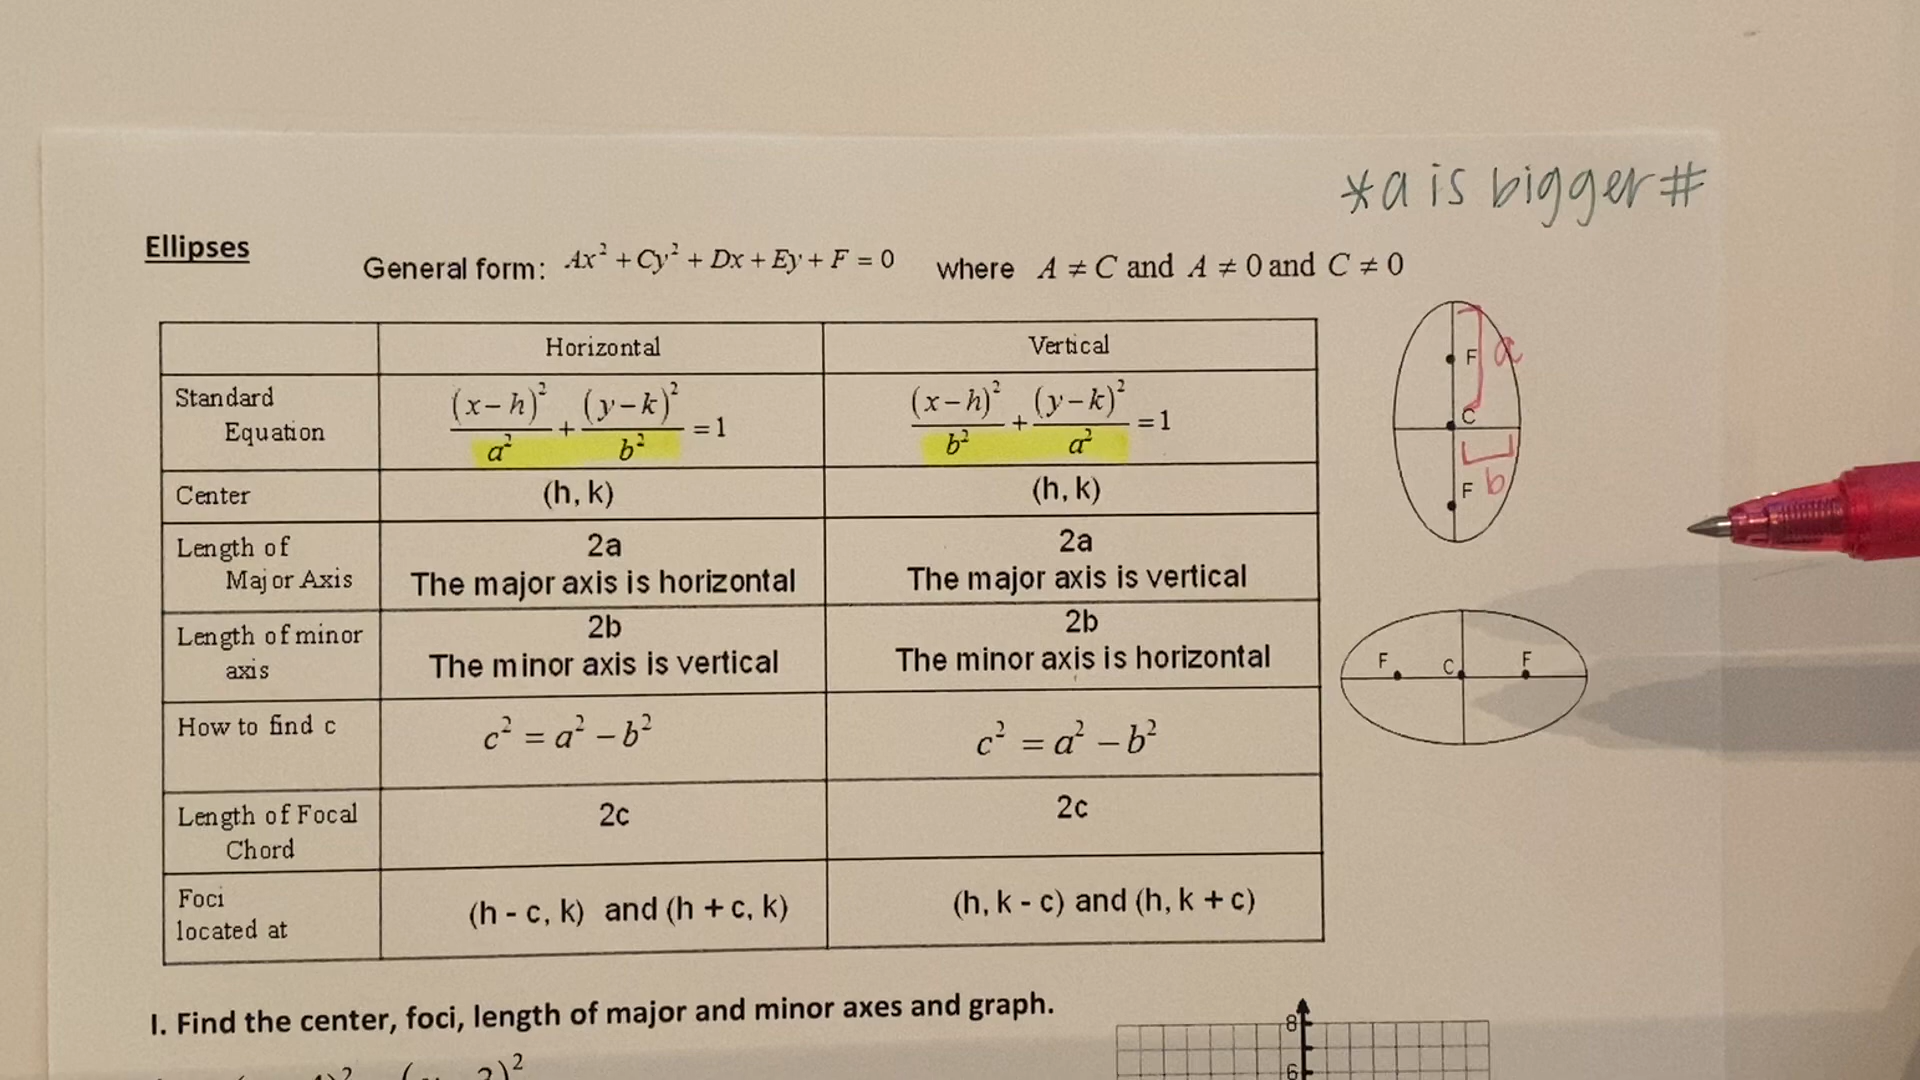 *a is bigger #
Ellipses
General form: Ax² + Cy² + Dx + Ey + F = 0 where A ≠ C and A ≠ 0 and C ≠ 0
Horizontal
Vertical
Standard
Equation
(x-h)²/a² + (y-k)²/b² = 1
(x-h)²/b² + (y-k)²/a² = 1
Center
(h, k)
(h, k)
Length of
Major Axis
2a
The major axis is horizontal
2a
The major axis is vertical
Length of minor
axis
2b
The minor axis is vertical
2b
The minor axis is horizontal
How to find c
c² = a² - b²
c² = a² - b²
Length of Focal
Chord
2c
2c
Foci
located at
(h - c, k) and (h + c, k)
(h, k - c) and (h, k + c)
F
a
C
b
F
F
C
F
I. Find the center, foci, length of major and minor axes and graph.
8
6